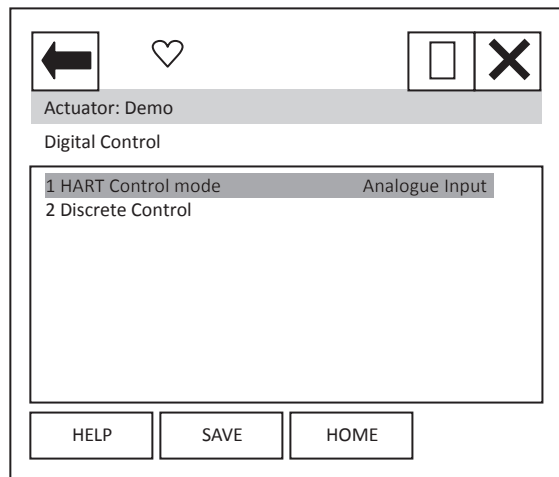 Actuator: Demo
Digital Control
1 HART Control mode Analogue Input
2 Discrete Control
HELP SAVE HOME